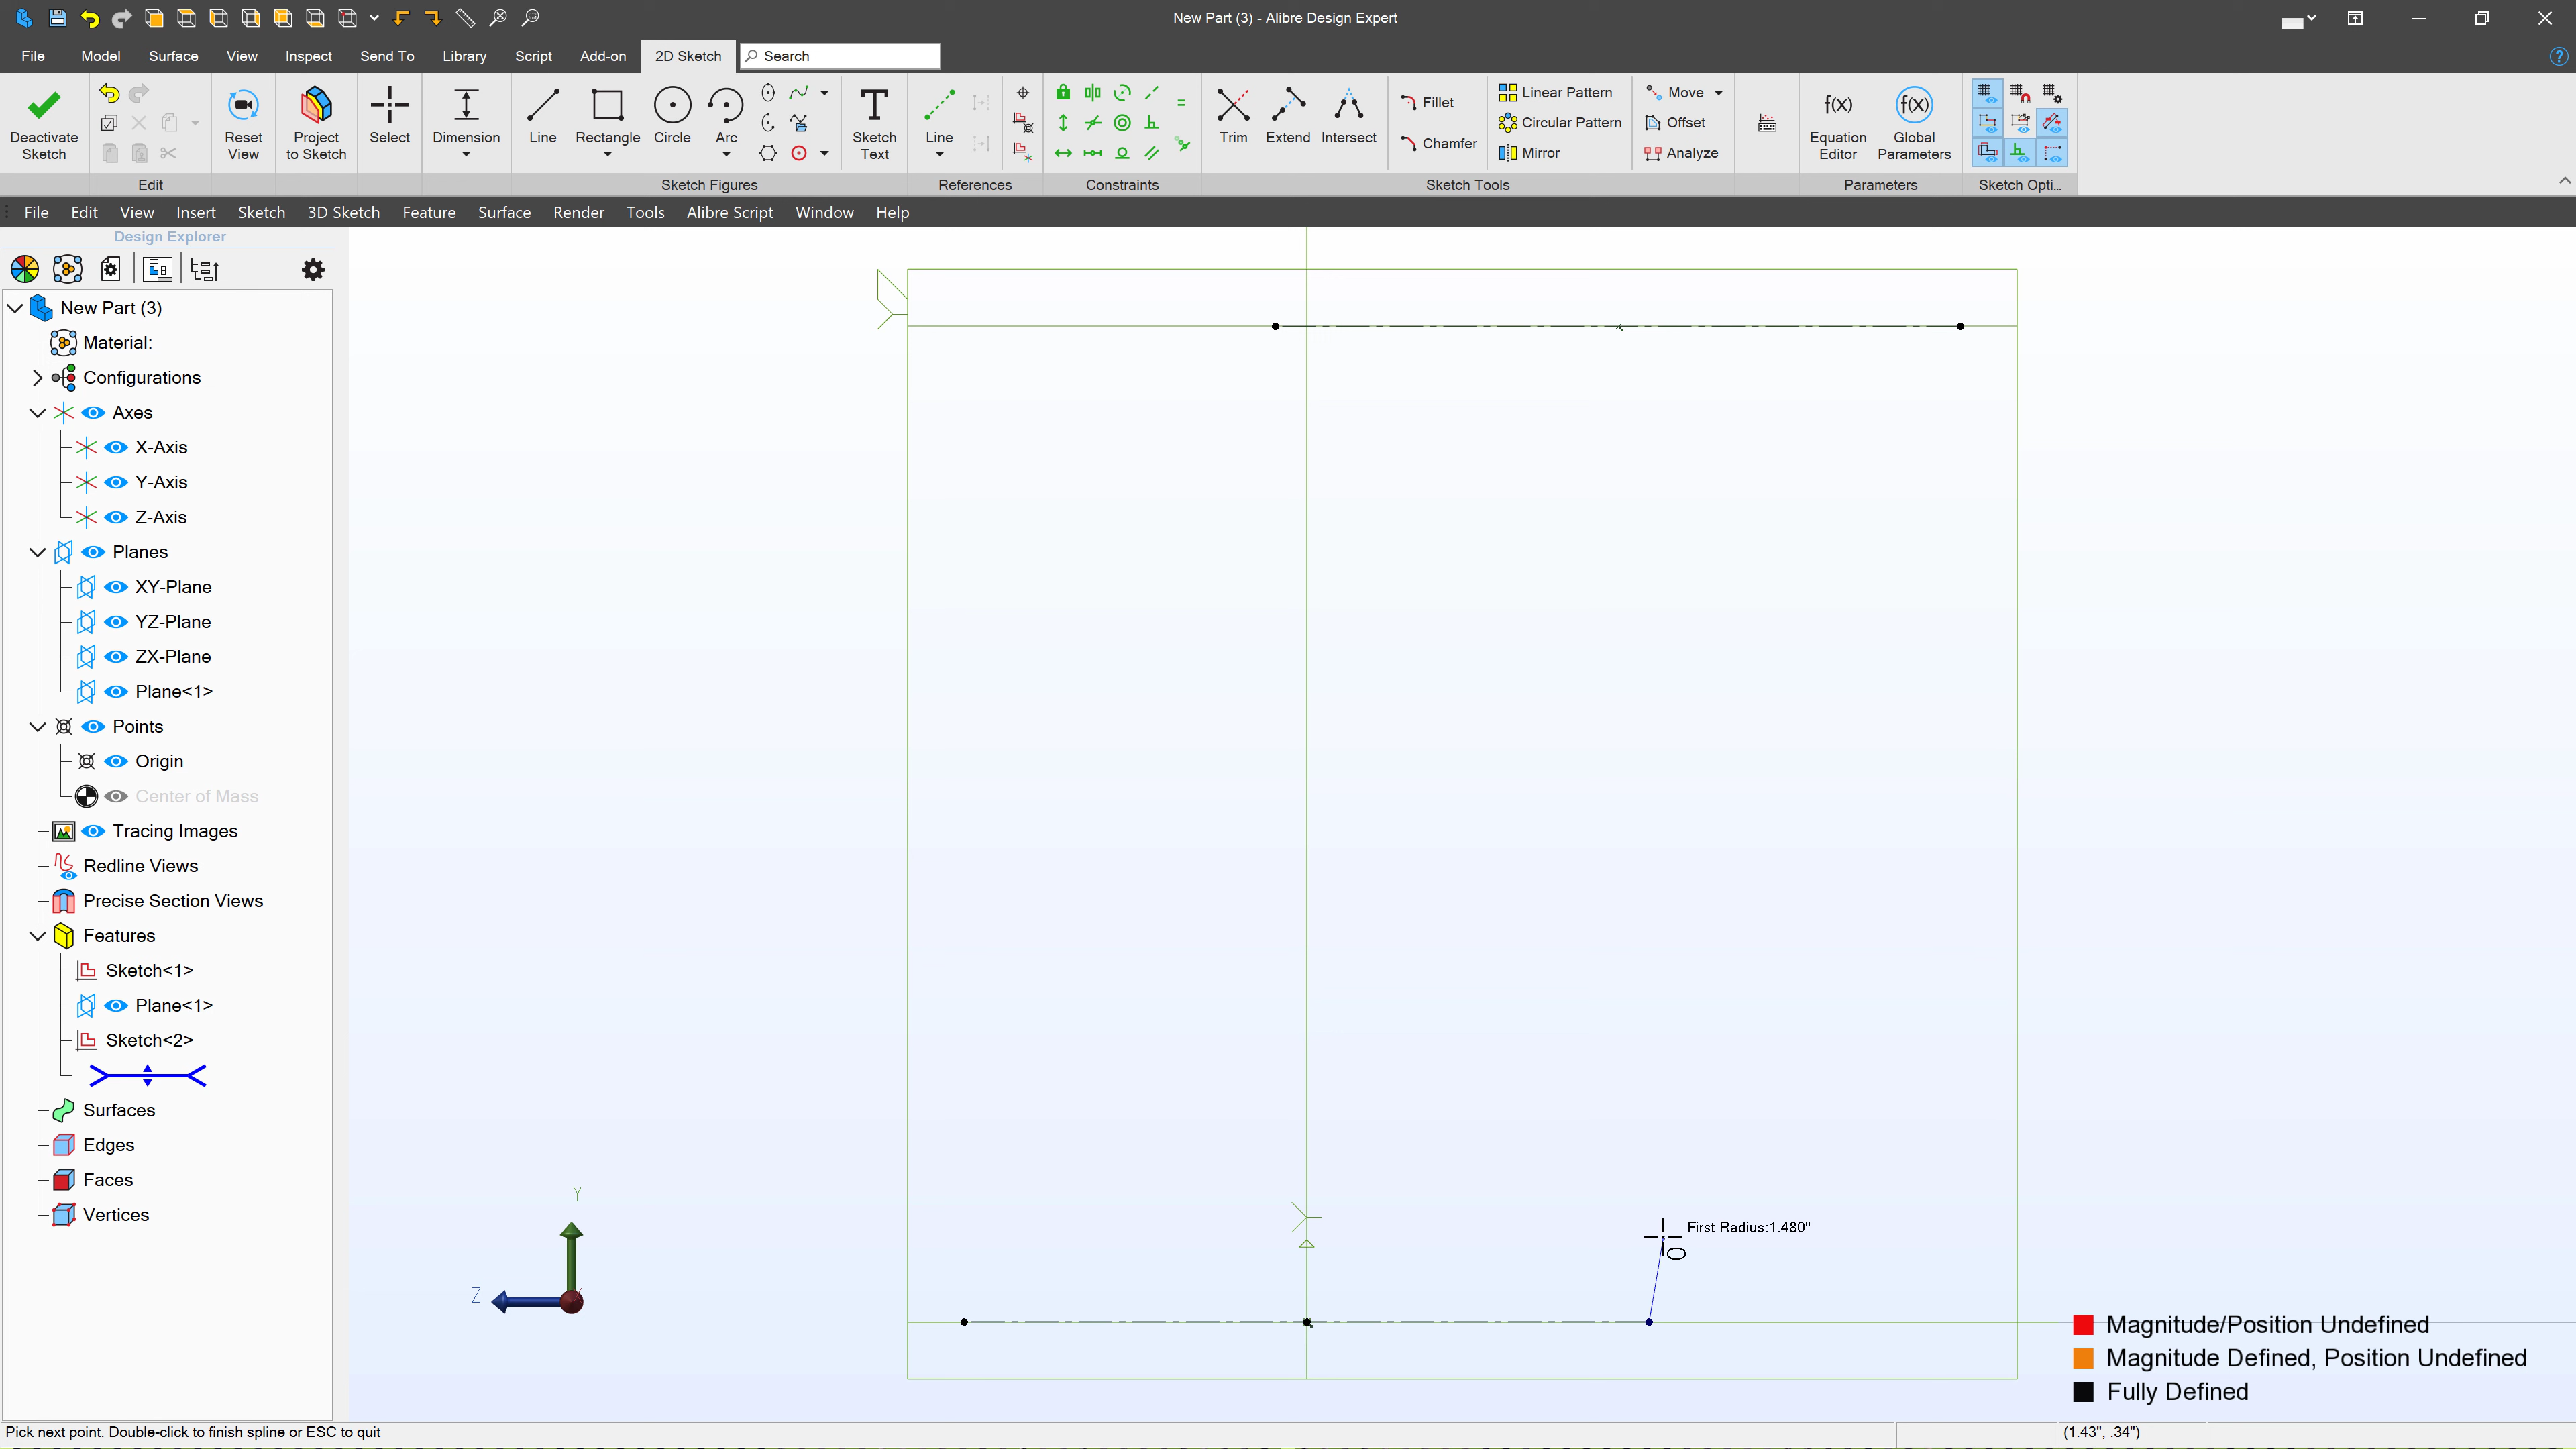 New Part (3) - Alibre Design Expert
File Model Surface View Inspect Send To Library Script Add-on 2D Sketch Search
Deactivate Sketch
Reset View
Project to Sketch
Select
Dimension
Line
Rectangle
Circle
Arc
Sketch Text
Line
Trim
Extend
Intersect
Fillet
Chamfer
Linear Pattern
Circular Pattern
Mirror
Move
Offset
Analyze
Equation Editor
Global Parameters
f(x)
f(x)
Edit
Sketch Figures
References
Constraints
Sketch Tools
Parameters
Sketch Opti...
File Edit View Insert Sketch 3D Sketch Feature Surface Render Tools Alibre Script Window Help
Design Explorer
New Part (3)
Material:
Configurations
Axes
X-Axis
Y-Axis
Z-Axis
Planes
XY-Plane
YZ-Plane
ZX-Plane
Plane<1>
Points
Origin
Center of Mass
Tracing Images
Redline Views
Precise Section Views
Features
Sketch<1>
Plane<1>
Sketch<2>
Surfaces
Edges
Faces
Vertices
Y
Z
First Radius:1.480"
Magnitude/Position Undefined
Magnitude Defined, Position Undefined
Fully Defined
Pick next point. Double-click to finish spline or ESC to quit
(1.43", .34")